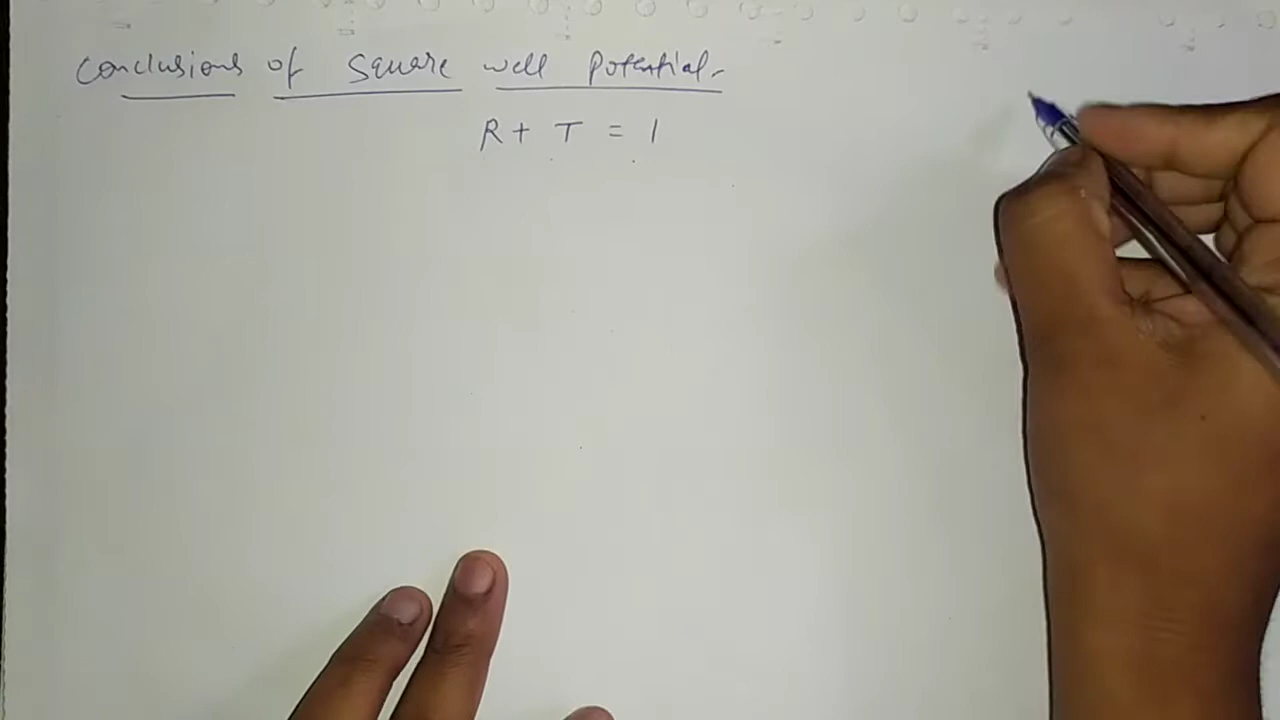 Conclusions of Square well Potential.
R + T = 1